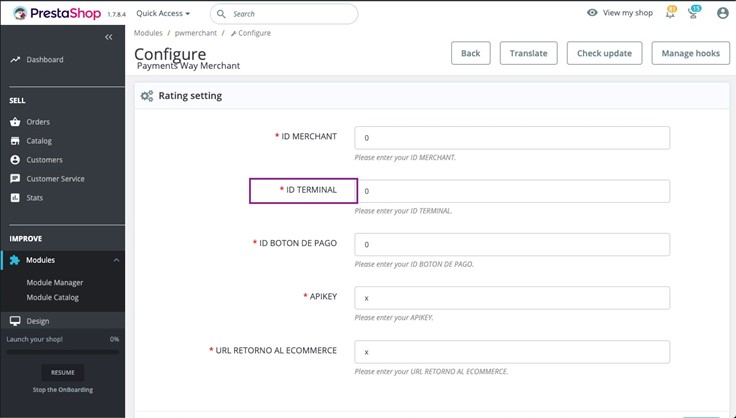 PrestaShop 1.7.8.4 Quick Access Search View my shop
Modules / pwmerchant / Configure
Configure
Payments Way Merchant
Back Translate Check update Manage hooks
Dashboard
SELL
Orders
Catalog
Customers
Customer Service
Stats
IMPROVE
Modules
Module Manager
Module Catalog
Design
Launch your shop! 0%
RESUME
Stop the OnBoarding
Rating setting
* ID MERCHANT 0
Please enter your ID MERCHANT.
* ID TERMINAL 0
Please enter your ID TERMINAL.
* ID BOTON DE PAGO 0
Please enter your ID BOTON DE PAGO.
* APIKEY x
Please enter your APIKEY.
* URL RETORNO AL ECOMMERCE x
Please enter your URL RETORNO AL ECOMMERCE.